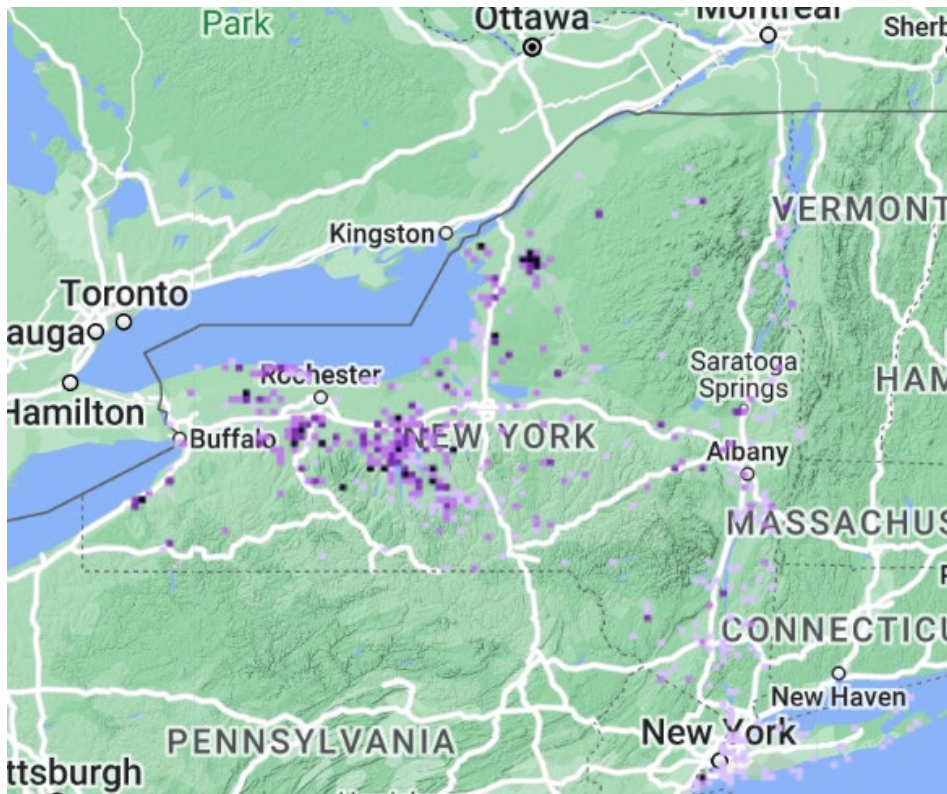 Park
Ottawa
Montreal
Sherb
VERMONT
Kingston
Toronto
auga
Rochester
Saratoga
Springs
HAM
Hamilton
Buffalo
NEW YORK
Albany
MASSACHUS
CONNECTICU
New Haven
New York
PENNSYLVANIA
ttsburgh